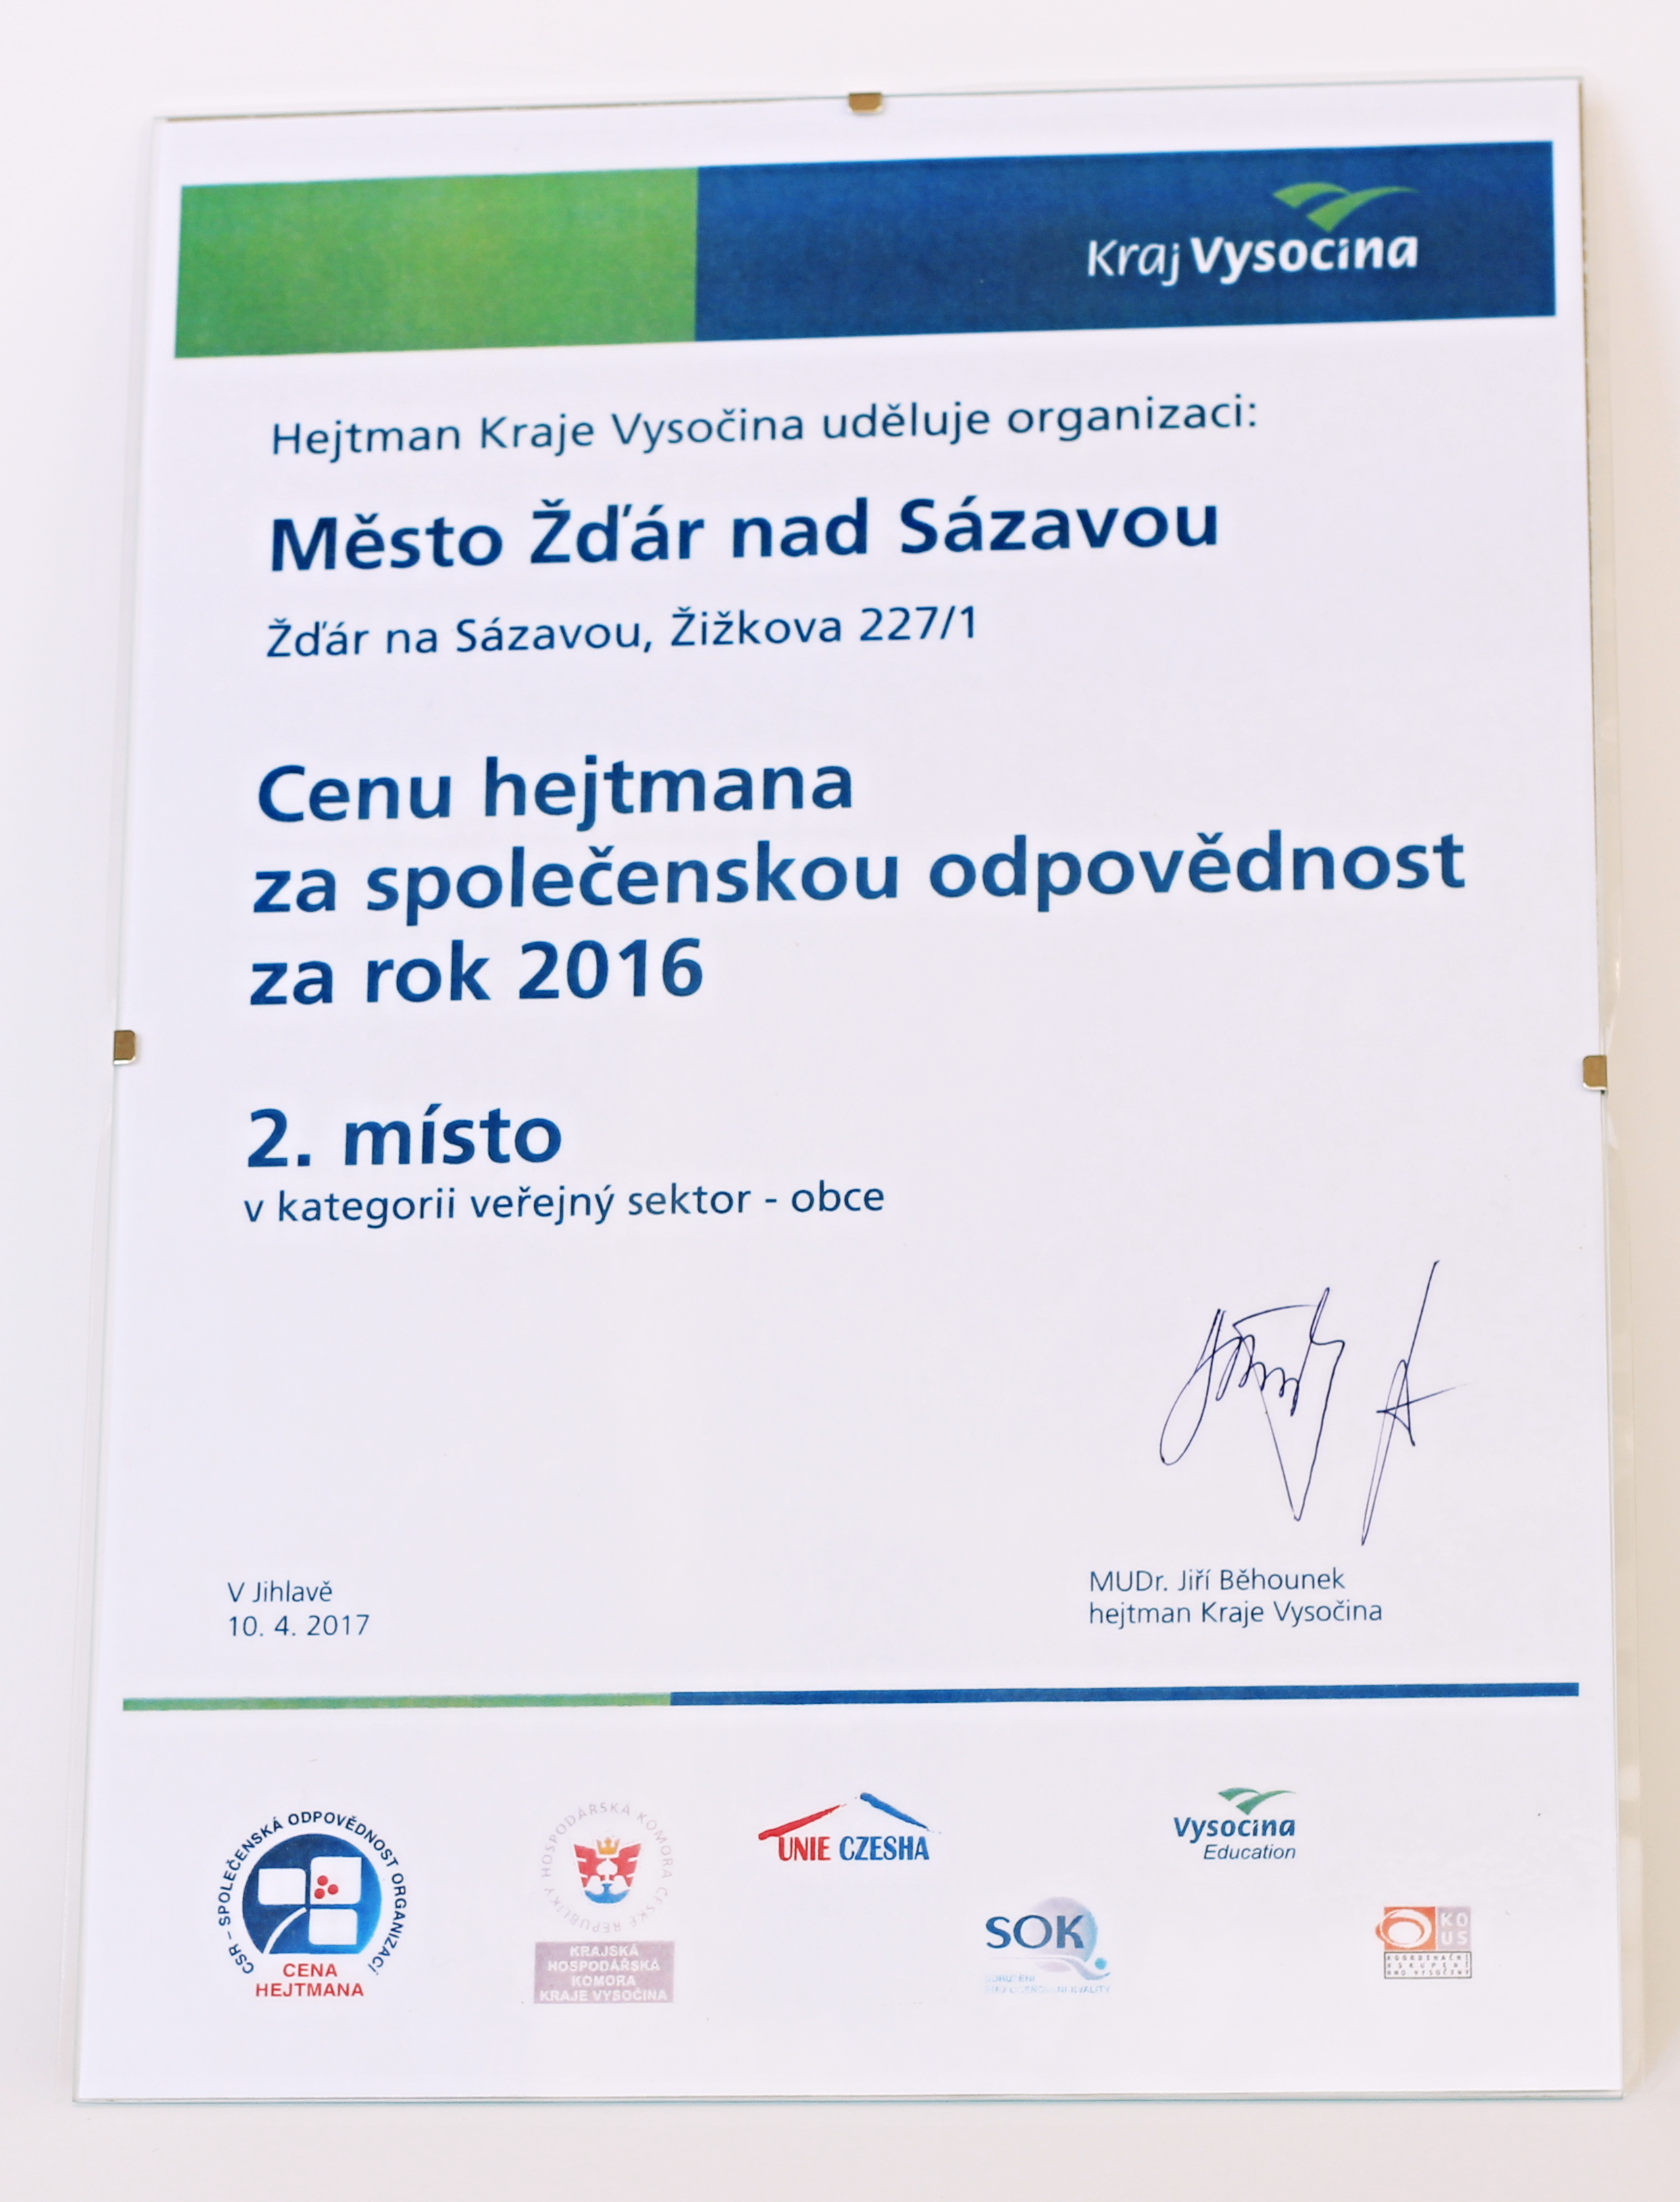 Kraj Vysočina
Hejtman Kraje Vysočina uděluje organizaci:
Město Žďár nad Sázavou
Žďár na Sázavou, Žižkova 227/1
Cenu hejtmana
za společenskou odpovědnost
za rok 2016
2. místo
v kategorii veřejný sektor - obce
V Jihlavě
10. 4. 2017
MUDr. Jiří Běhounek
hejtman Kraje Vysočina
CSR – SPOLEČENSKÁ ODPOVĚDNOST ORGANIZACÍ
CENA
HEJTMANA
HOSPODÁŘSKÁ KOMORA ČESKÉ REPUBLIKY
KRAJSKÁ
HOSPODÁŘSKÁ
KOMORA
KRAJE VYSOČINA
UNIE CZESHA
SOK
Vysočina
Education
KO
US